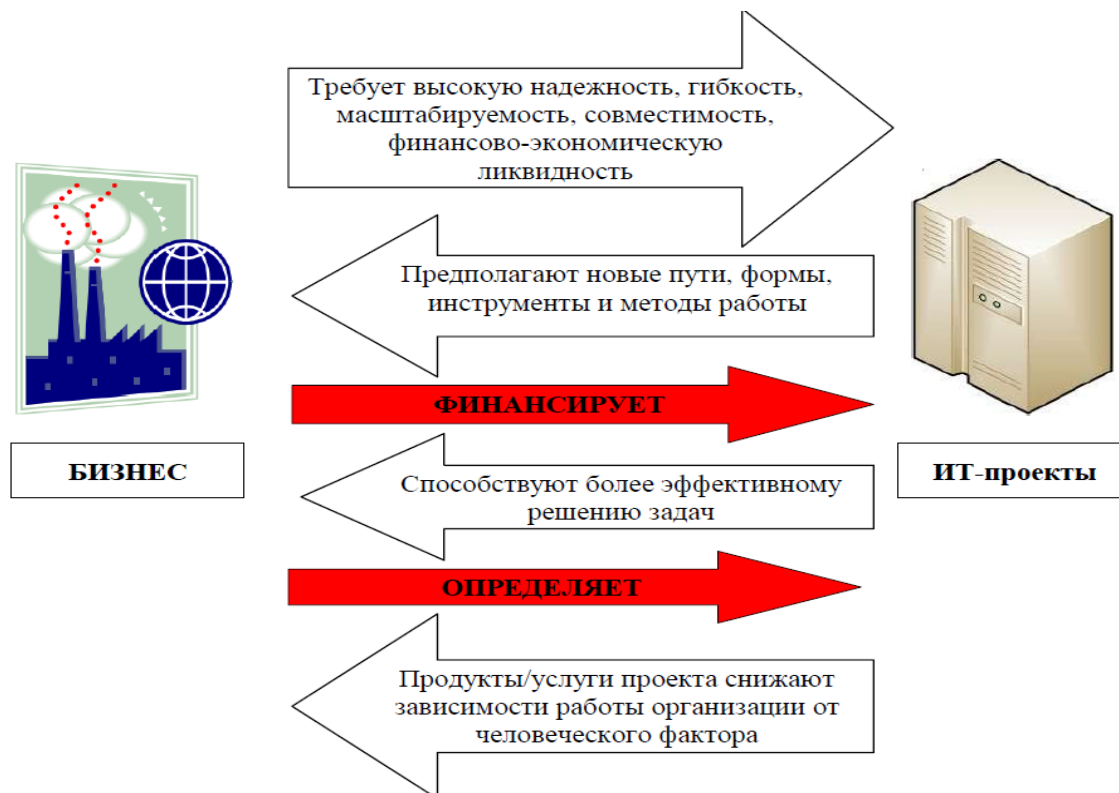 Требует высокую надежность, гибкость,
масштабируемость, совместимость,
финансово-экономическую
ликвидность
Предполагают новые пути, формы,
инструменты и методы работы
ФИНАНСИРУЕТ
БИЗНЕС
ИТ-проекты
Способствуют более эффективному
решению задач
ОПРЕДЕЛЯЕТ
Продукты/услуги проекта снижают
зависимости работы организации от
человеческого фактора